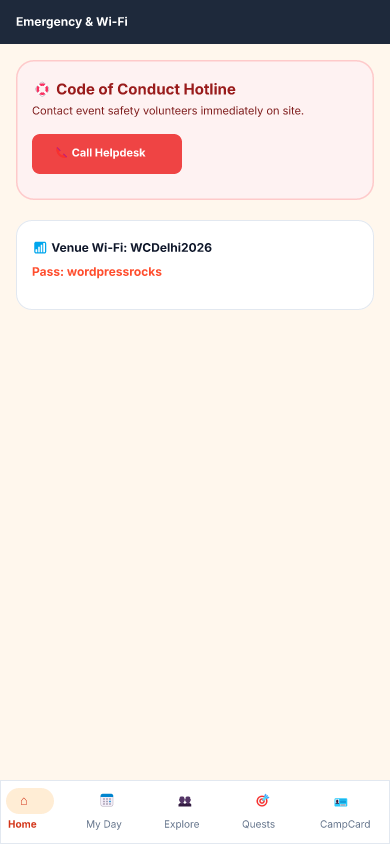 Emergency & Wi-Fi
Code of Conduct Hotline
Contact event safety volunteers immediately on site.
Call Helpdesk
Venue Wi-Fi: WCDelhi2026
Pass: wordpressrocks
Home My Day Explore Quests CampCard